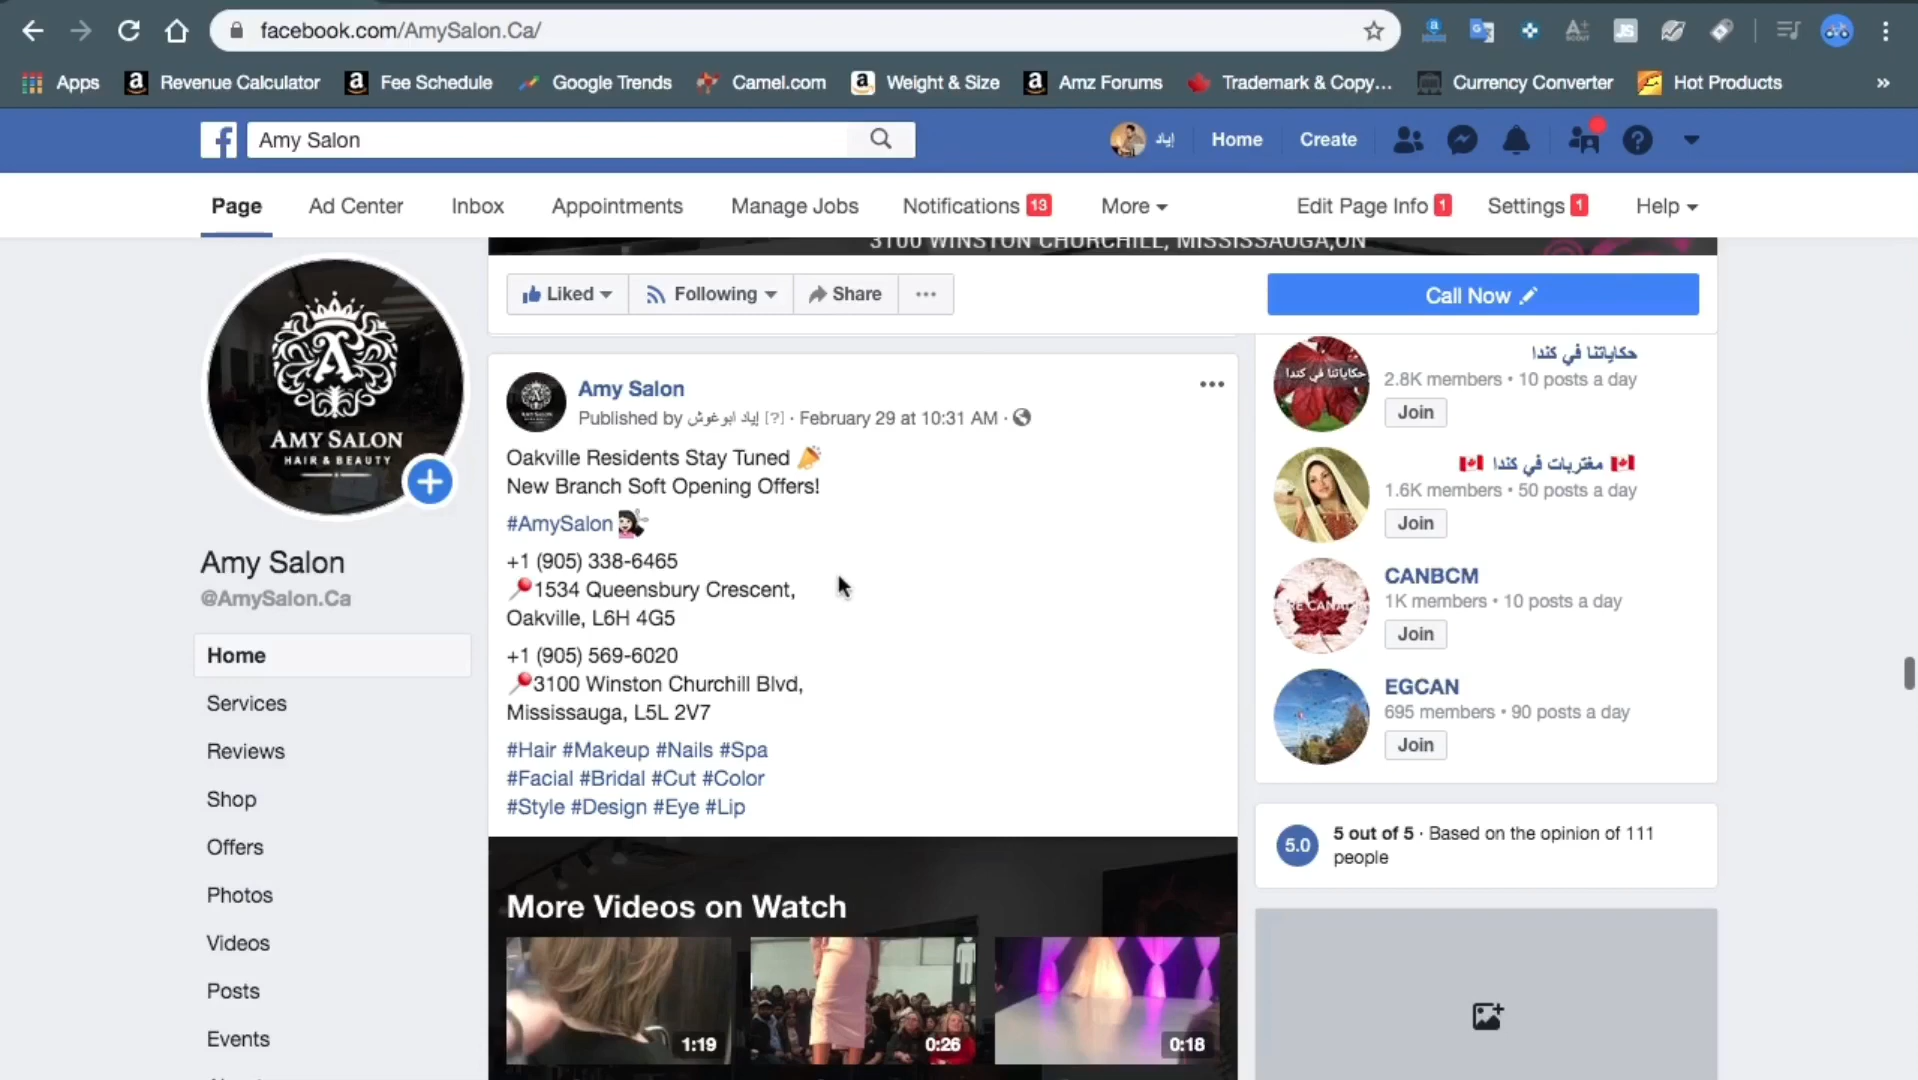 facebook.com/AmySalon.Ca/
Apps
Revenue Calculator
Fee Schedule
Google Trends
Camel.com
Weight & Size
Amz Forums
Trademark & Copy...
Currency Converter
Hot Products
»
Amy Salon
إياد
Home
Create
Page
Ad Center
Inbox
Appointments
Manage Jobs
Notifications 13
More
Edit Page Info 1
Settings 1
Help
3100 WINSTON CHURCHILL, MISSISSAUGA,ON
AMY SALON
HAIR & BEAUTY
Amy Salon
@AmySalon.Ca
Home
Services
Reviews
Shop
Offers
Photos
Videos
Posts
Events
Liked
Following
Share
Call Now
Amy Salon
Published by إياد ابوغوش [?] · February 29 at 10:31 AM ·
Oakville Residents Stay Tuned 🎉
New Branch Soft Opening Offers!
#AmySalon 💇🏻‍♀️
+1 (905) 338-6465
📍1534 Queensbury Crescent,
Oakville, L6H 4G5
+1 (905) 569-6020
📍3100 Winston Churchill Blvd,
Mississauga, L5L 2V7
#Hair #Makeup #Nails #Spa
#Facial #Bridal #Cut #Color
#Style #Design #Eye #Lip
More Videos on Watch
1:19
0:26
0:18
حكاياتنا في كندا
حكاياتنا في كندا
2.8K members • 10 posts a day
Join
🇨🇦 مغتربات في كندا 🇨🇦
1.6K members • 50 posts a day
Join
CANBCM
1K members • 10 posts a day
Join
EGCAN
695 members • 90 posts a day
Join
5.0
5 out of 5 · Based on the opinion of 111
people